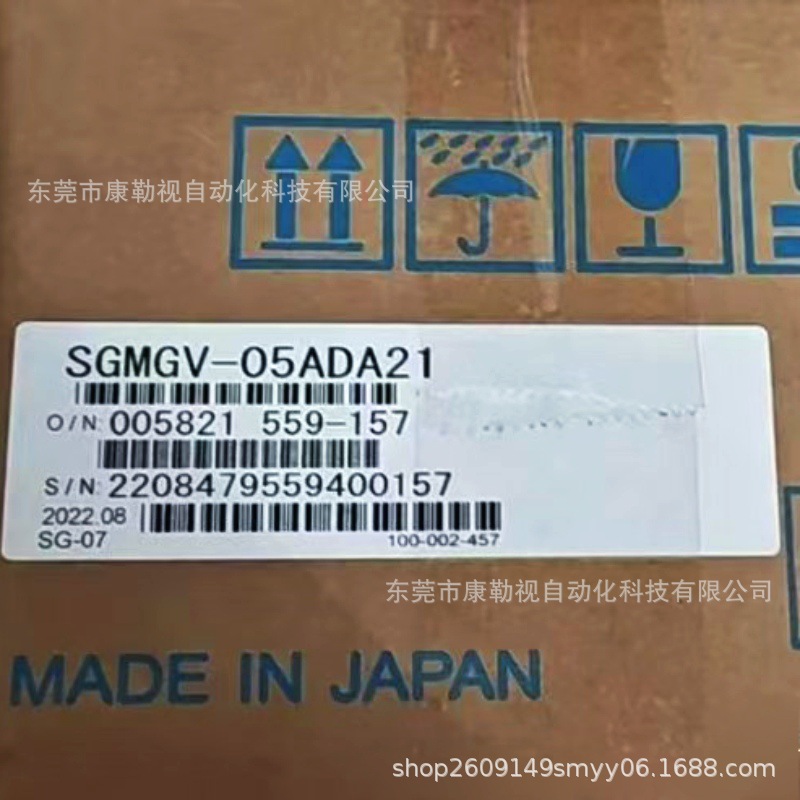 东莞市康勒视自动化科技有限公司
SGMGV-05ADA21
O/N: 005821 559-157
S/N: 2208479559400157
2022.08
SG-07 100-002-457
东莞市康勒视自动化科技有限公司
MADE IN JAPAN
shop2609149smyy06.1688.com